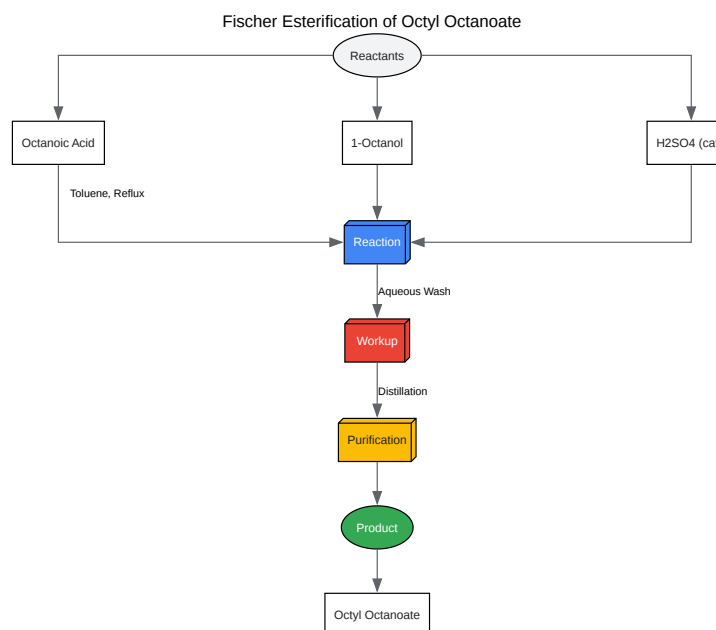 Fischer Esterification of Octyl Octanoate
Reactants
Octanoic Acid
1-Octanol
H2SO4 (cat
Toluene, Reflux
Reaction
Aqueous Wash
Workup
Distillation
Purification
Product
Octyl Octanoate